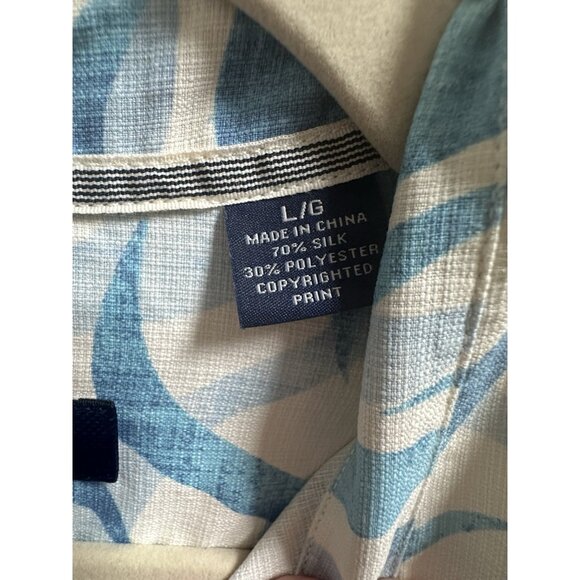 L/G
MADE IN CHINA
70% SILK
30% POLYESTER
COPYRIGHTED
PRINT